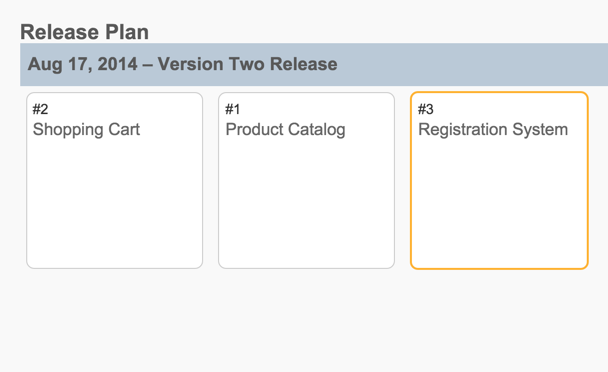 Release Plan
Aug 17, 2014 – Version Two Release
#2
Shopping Cart
#1
Product Catalog
#3
Registration System